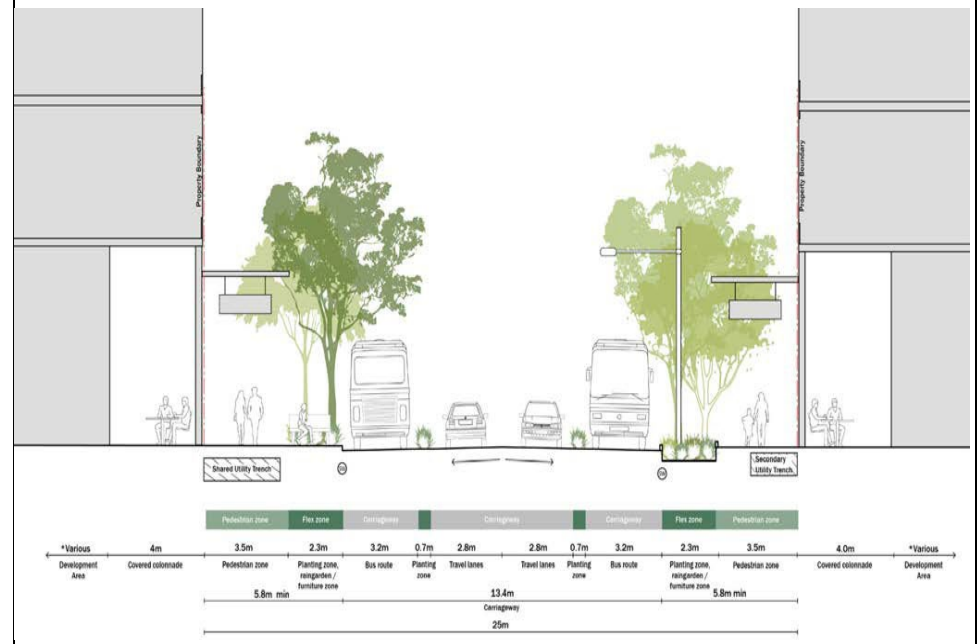 Property Boundary
Property Boundary
Shared Utility Trench
SW
SW
Secondary
Utility Trench
Pedestrian zone
Flex zone
Carriageway
Carriageway
Carriageway
Flex zone
Pedestrian zone
*Various
4m
3.5m
2.3m
3.2m
0.7m
2.8m
2.8m
0.7m
3.2m
2.3m
3.5m
4.0m
*Various
Development
Area
Covered colonnade
Pedestrian zone
Planting zone,
raingarden /
furniture zone
Bus route
Planting
zone
Travel lanes
Travel lanes
Planting
zone
Bus route
Planting zone,
raingarden /
furniture zone
Pedestrian zone
Covered colonnade
Development
Area
5.8m min
13.4m
5.8m min
Carriageway
25m